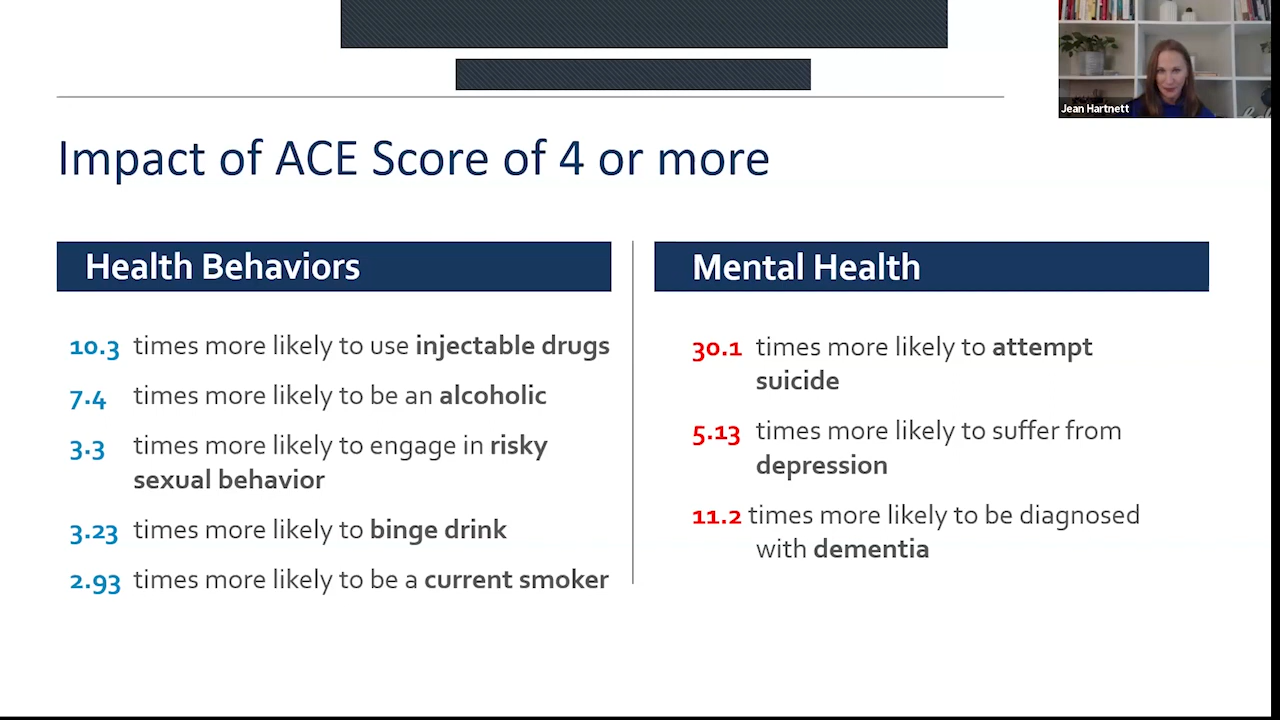 Jean Hartnett
Impact of ACE Score of 4 or more
Health Behaviors
10.3 times more likely to use injectable drugs
7.4 times more likely to be an alcoholic
3.3 times more likely to engage in risky
sexual behavior
3.23 times more likely to binge drink
2.93 times more likely to be a current smoker
Mental Health
30.1 times more likely to attempt
suicide
5.13 times more likely to suffer from
depression
11.2 times more likely to be diagnosed
with dementia